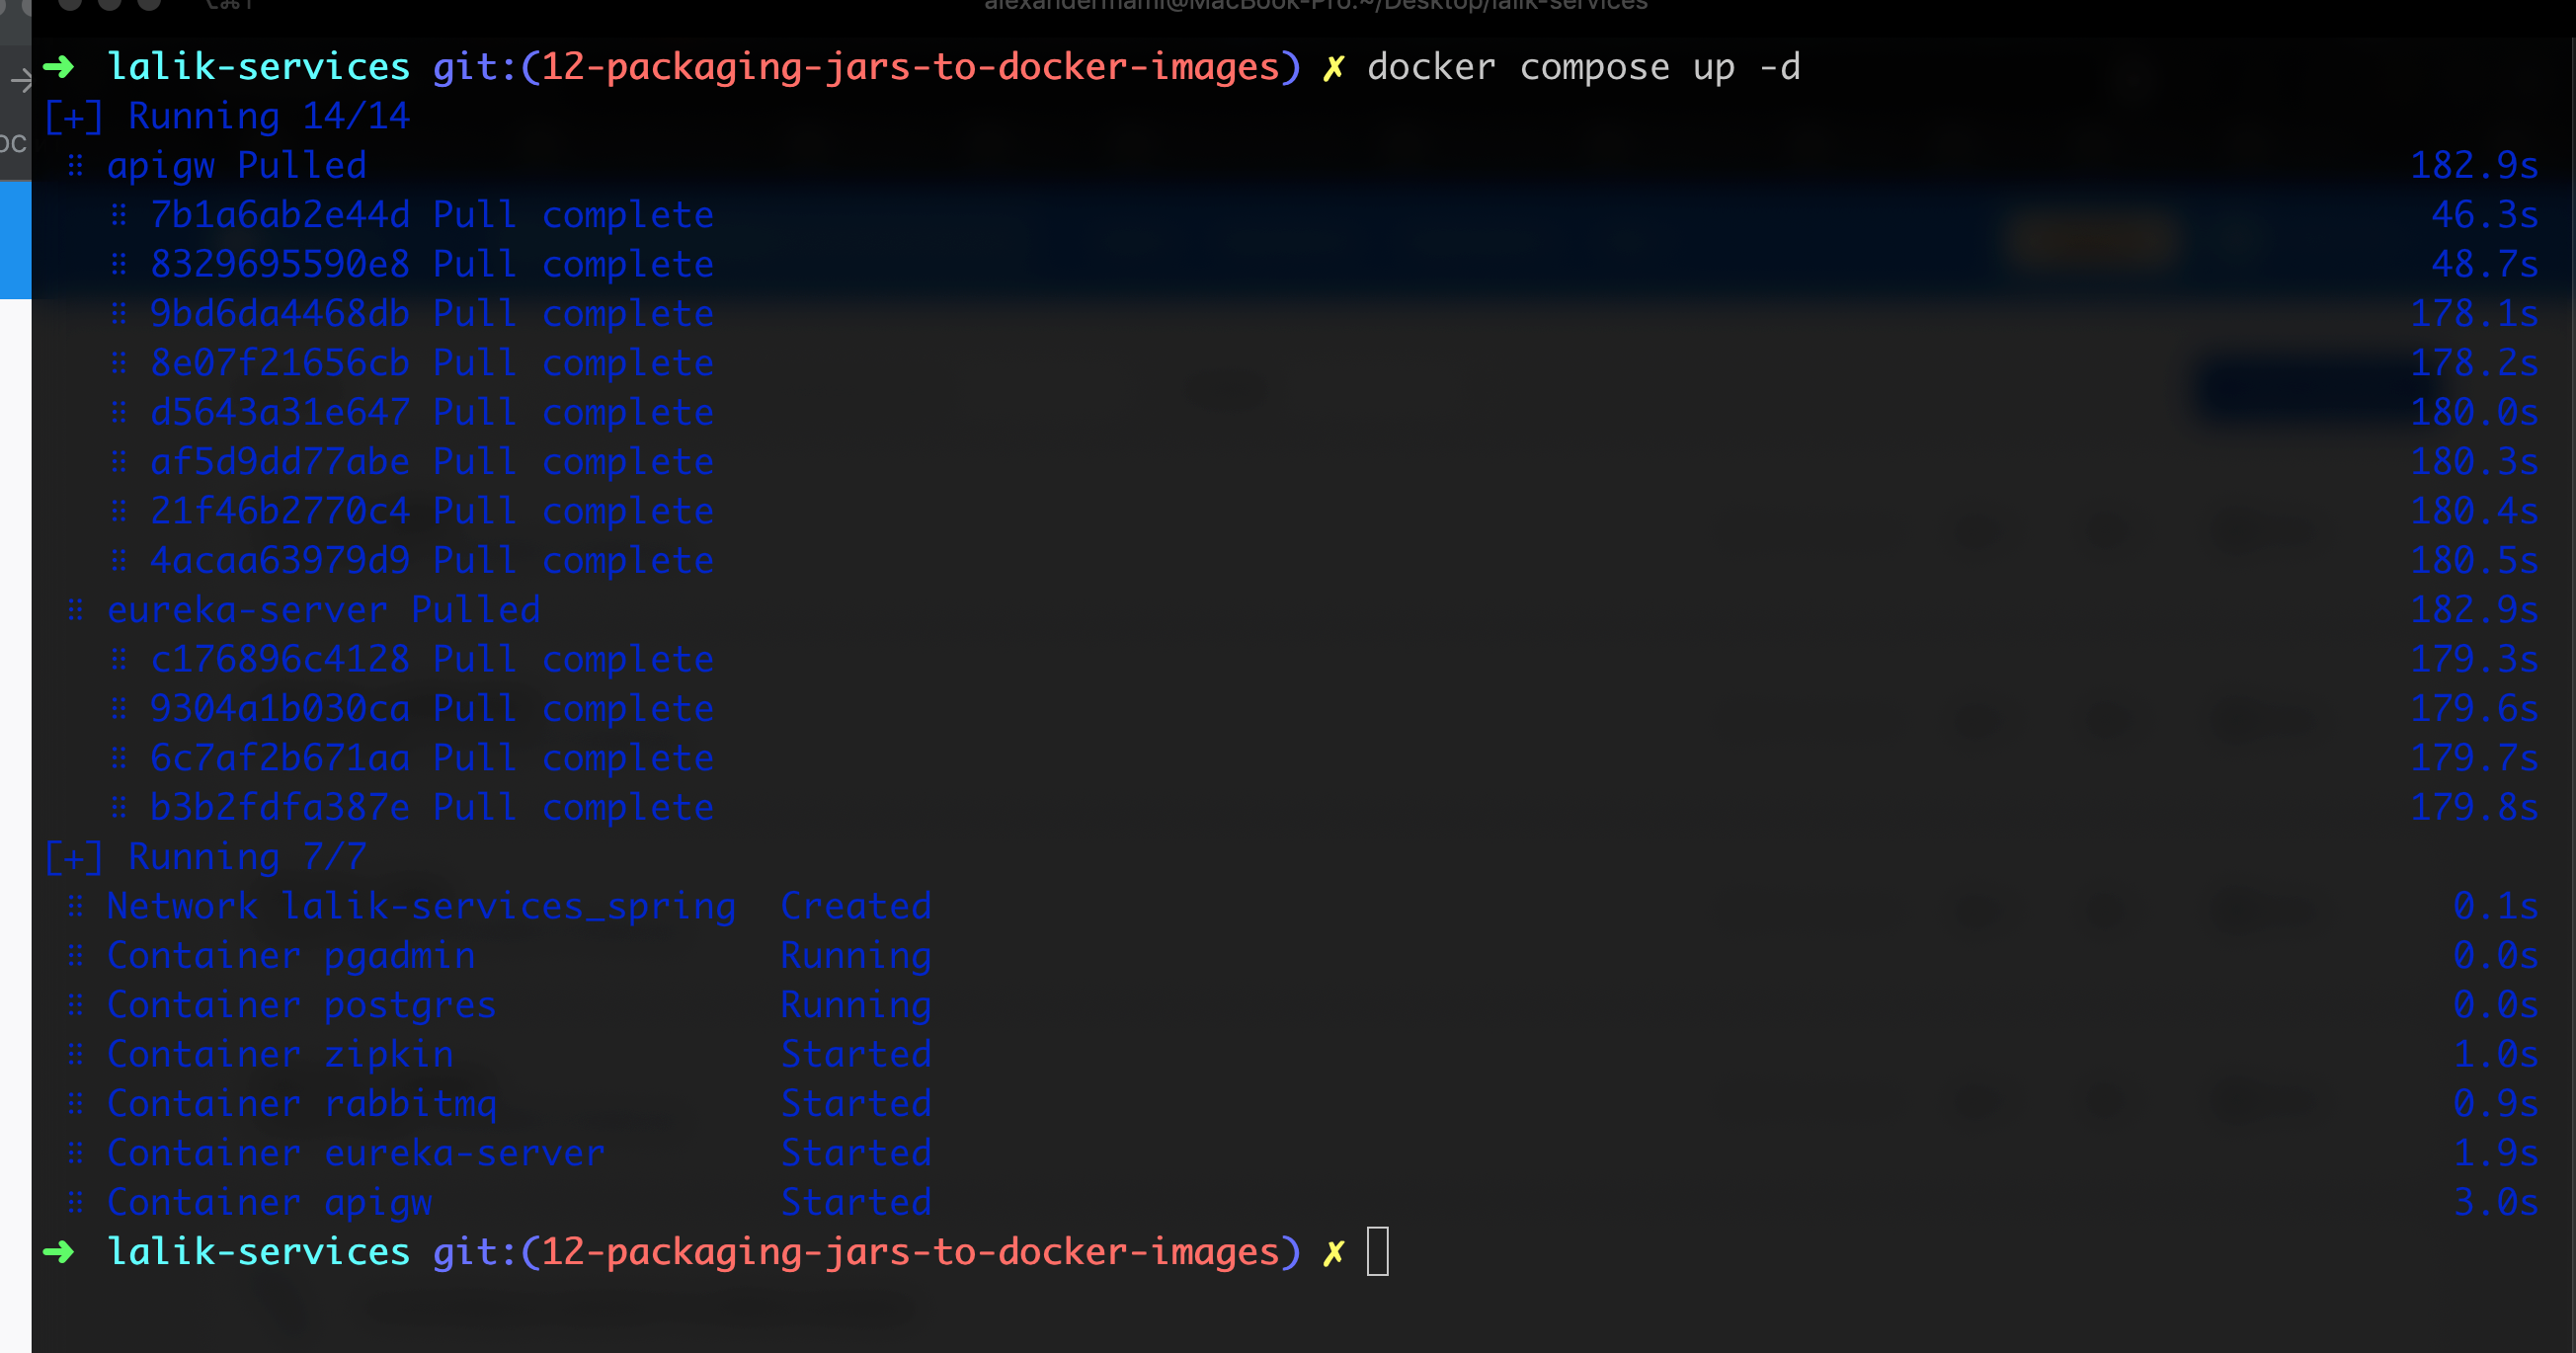 alexandermami@MacBook-Pro:~/Desktop/lalik-services
➜ lalik-services git:(12-packaging-jars-to-docker-images) ✗ docker compose up -d
[+] Running 14/14
⠿ apigw Pulled 182.9s
⠿ 7b1a6ab2e44d Pull complete 46.3s
⠿ 8329695590e8 Pull complete 48.7s
⠿ 9bd6da4468db Pull complete 178.1s
⠿ 8e07f21656cb Pull complete 178.2s
⠿ d5643a31e647 Pull complete 180.0s
⠿ af5d9dd77abe Pull complete 180.3s
⠿ 21f46b2770c4 Pull complete 180.4s
⠿ 4acaa63979d9 Pull complete 180.5s
⠿ eureka-server Pulled 182.9s
⠿ c176896c4128 Pull complete 179.3s
⠿ 9304a1b030ca Pull complete 179.6s
⠿ 6c7af2b671aa Pull complete 179.7s
⠿ b3b2fdfa387e Pull complete 179.8s
[+] Running 7/7
⠿ Network lalik-services_spring Created 0.1s
⠿ Container pgadmin Running 0.0s
⠿ Container postgres Running 0.0s
⠿ Container zipkin Started 1.0s
⠿ Container rabbitmq Started 0.9s
⠿ Container eureka-server Started 1.9s
⠿ Container apigw Started 3.0s
➜ lalik-services git:(12-packaging-jars-to-docker-images) ✗